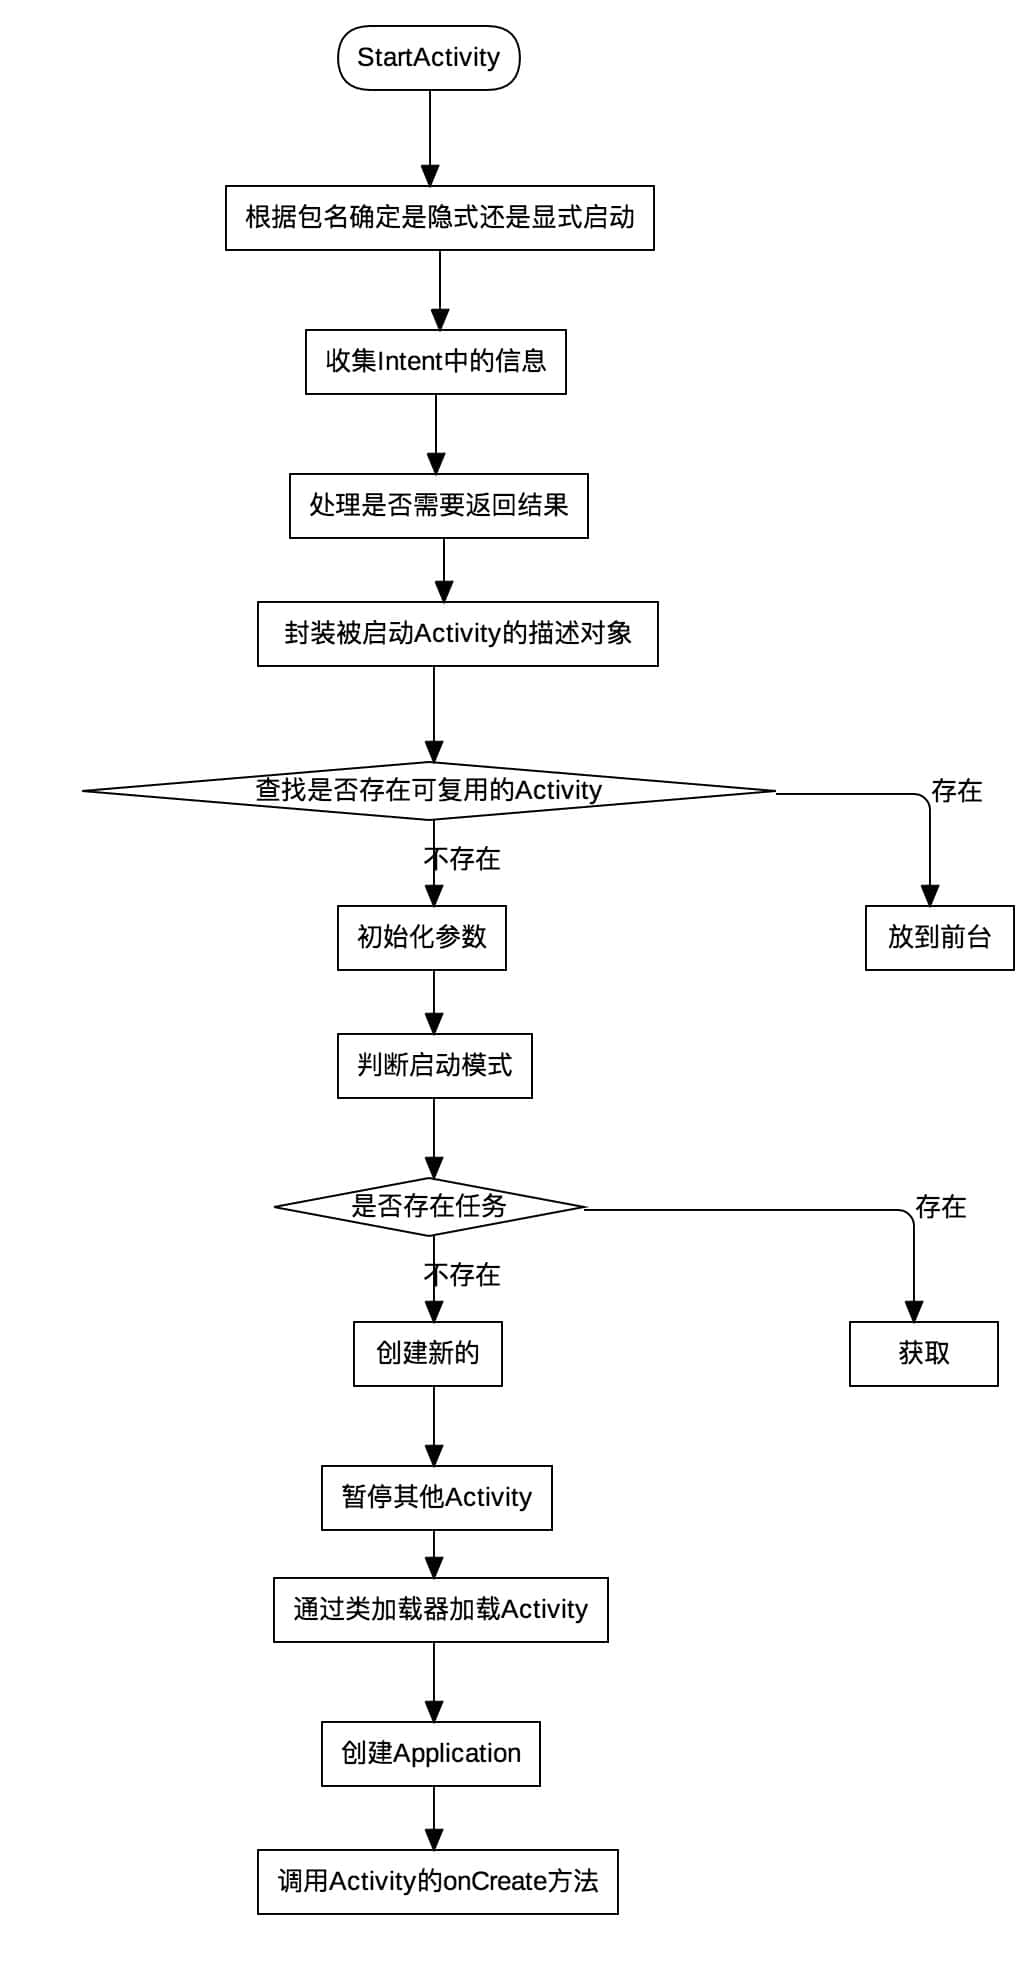 StartActivity
根据包名确定是隐式还是显式启动
收集Intent中的信息
处理是否需要返回结果
封装被启动Activity的描述对象
查找是否存在可复用的Activity
存在
不存在
初始化参数
放到前台
判断启动模式
是否存在任务
存在
不存在
创建新的
获取
暂停其他Activity
通过类加载器加载Activity
创建Application
调用Activity的onCreate方法